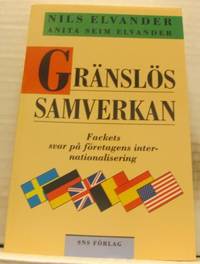 NILS ELVANDER
ANITA SEIM ELVANDER
GRÄNSLÖS
SAMVERKAN
Fackets
svar på företagens inter-
nationalisering
SNS FÖRLAG